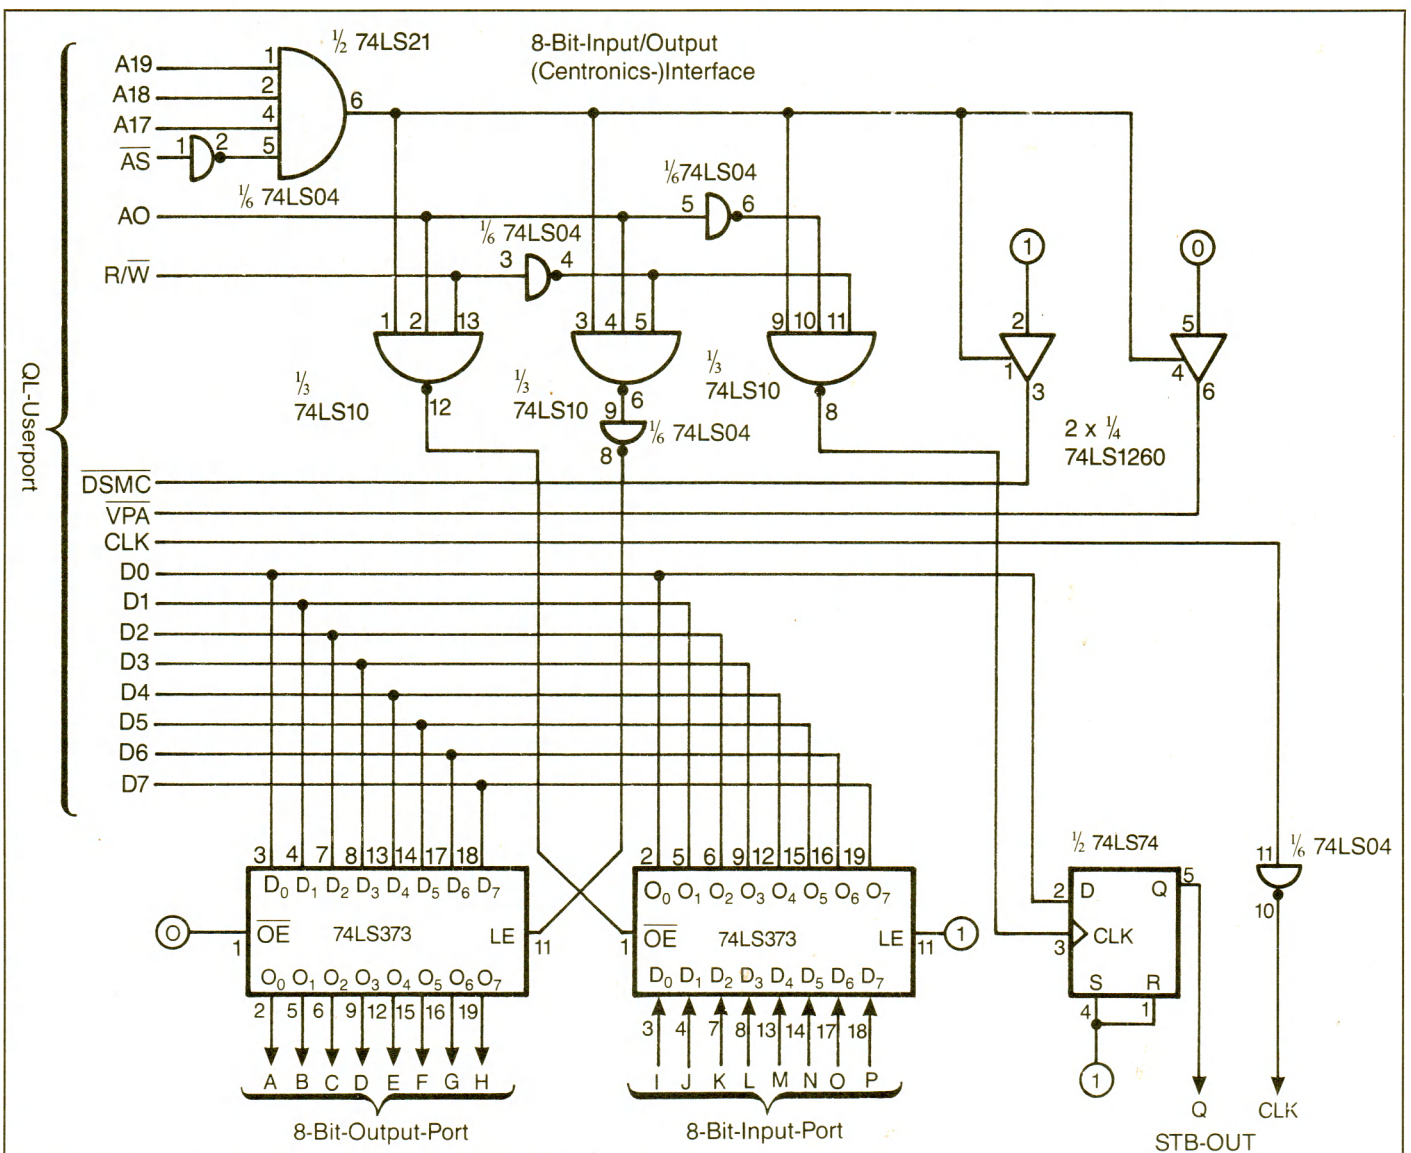 ½ 74LS21
8-Bit-Input/Output
(Centronics-)Interface
A19
1
A18
2
6
A17
4
A̅S̅
1
2
5
⅙ 74LS04
⅙74LS04
AO
5
6
⅙ 74LS04
R/W̅
3
4
1
0
1
2
13
3
4
5
9
10
11
2
5
1
3
4
6
⅓
74LS10
12
⅓
74LS10
6
9
⅙ 74LS04
8
⅓
74LS10
8
2 x ¼
74LS1260
QL-Userport
D̅S̅M̅C̅
V̅P̅A̅
CLK
D0
D1
D2
D3
D4
D5
D6
D7
3 4 7 8 13 14 17 18
2 5 6 9 12 15 16 19
½ 74LS74
11
⅙ 74LS04
10
D₀ D₁ D₂ D₃ D₄ D₅ D₆ D₇
O₀ O₁ O₂ O₃ O₄ O₅ O₆ O₇
2
D
Q
5
O
1
O̅E̅
74LS373
LE
11
1
O̅E̅
74LS373
LE
11
1
3
CLK
O₀ O₁ O₂ O₃ O₄ O₅ O₆ O₇
D₀ D₁ D₂ D₃ D₄ D₅ D₆ D₇
S
R
2 5 6 9 12 15 16 19
3 4 7 8 13 14 17 18
4
1
1
A B C D E F G H
I J K L M N O P
Q
CLK
8-Bit-Output-Port
8-Bit-Input-Port
STB-OUT